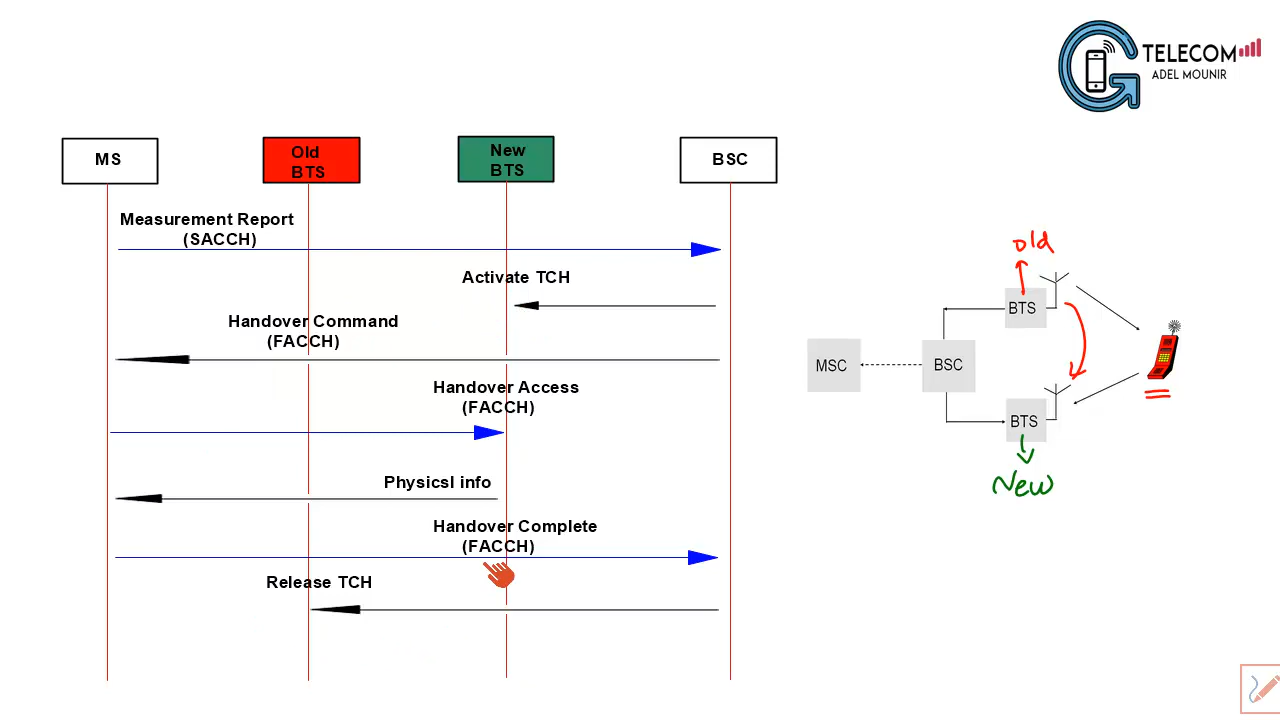 TELECOM
ADEL MOUNIR
MS
Old
BTS
New
BTS
BSC
Measurement Report
(SACCH)
Activate TCH
Handover Command
(FACCH)
Handover Access
(FACCH)
Physicsl info
Handover Complete
(FACCH)
Release TCH
old
BTS
MSC
BSC
BTS
New